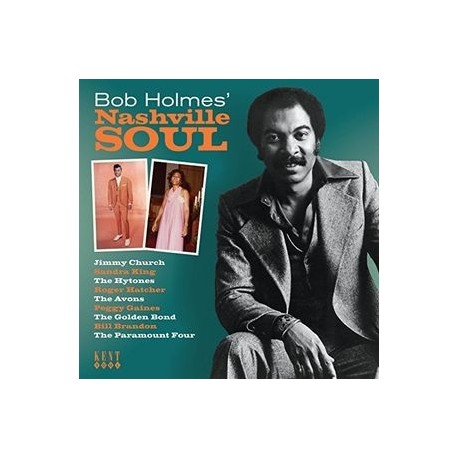 Bob Holmes’
Nashville
SOUL
Jimmy Church
Sandra King
The Hytones
Roger Hatcher
The Avons
Peggy Gaines
The Golden Bond
Bill Brandon
The Paramount Four
KENT
SOUL